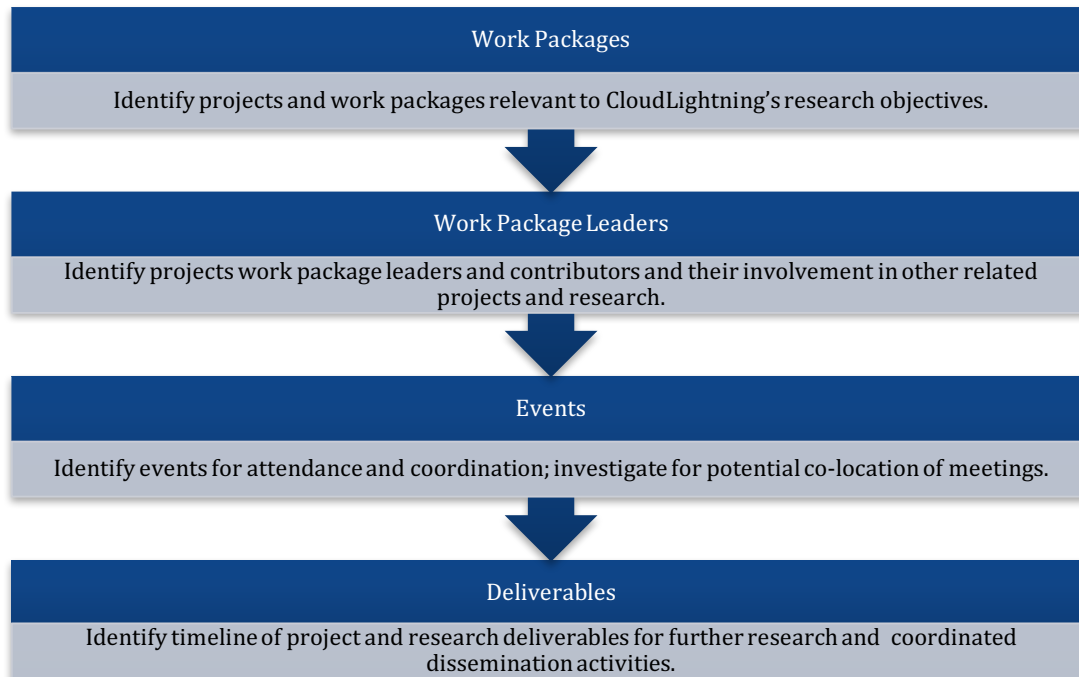 Work Packages
Identify projects and work packages relevant to CloudLightning's research objectives.
Work Package Leaders
Identify projects work package leaders and contributors and their involvement in other related
projects and research.
Events
Identify events for attendance and coordination; investigate for potential co-location of meetings.
Deliverables
Identify timeline of project and research deliverables for further research and coordinated
dissemination activities.